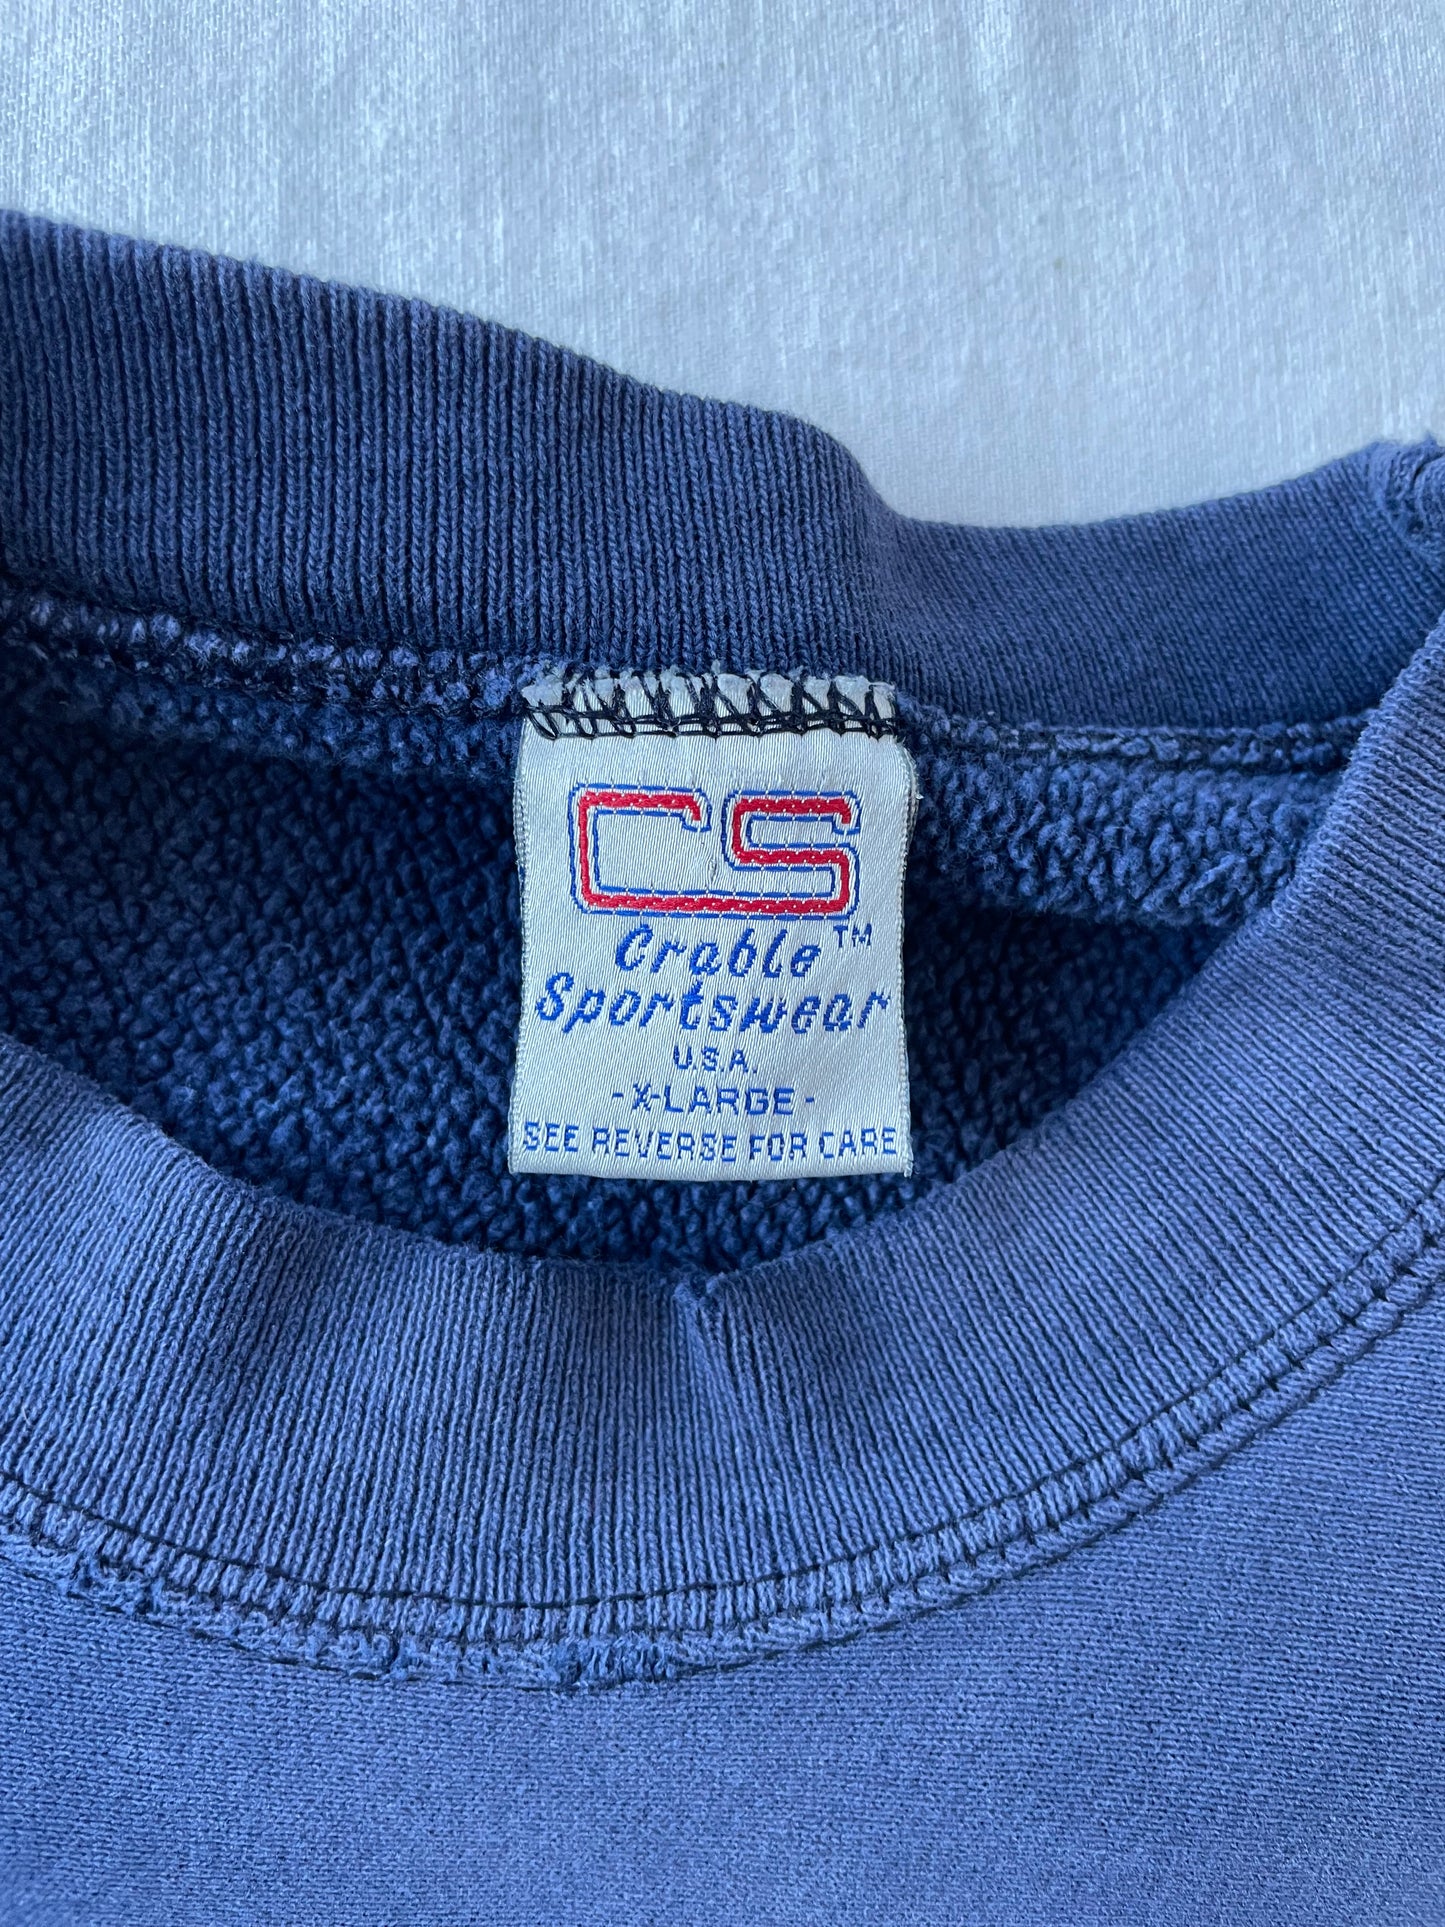 CS
Crable™
Sportswear
U.S.A.
-X-LARGE-
SEE REVERSE FOR CARE